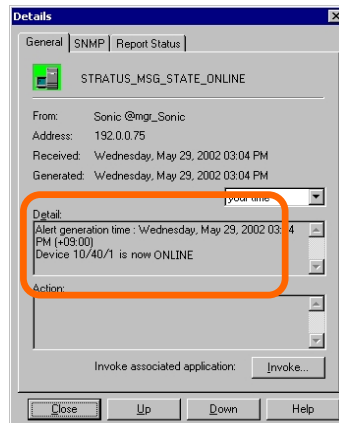 Details
General SNMP Report Status
STRATUS_MSG_STATE_ONLINE
From: Sonic @mgr_Sonic
Address: 192.0.0.75
Received: Wednesday, May 29, 2002 03:04 PM
Generated: Wednesday, May 29, 2002 03:04 PM
your time
Detail:
Alert generation time : Wednesday, May 29, 2002 03:04
PM (+09:00)
Device 10/40/1 is now ONLINE
Action:
Invoke associated application: Invoke...
Close Up Down Help